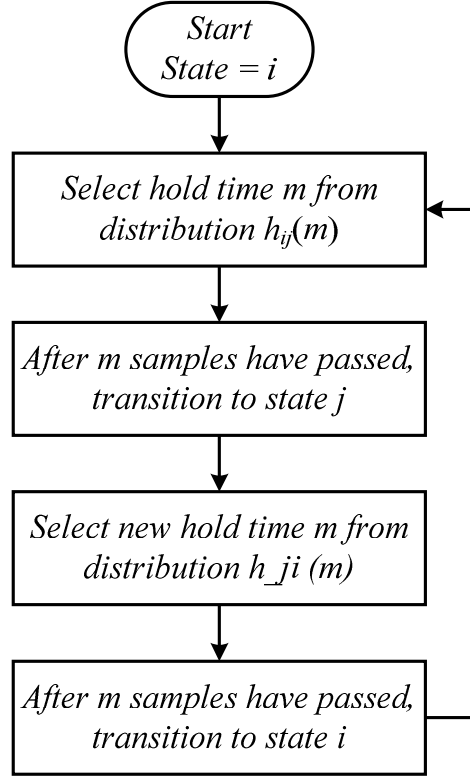 Start
State = i
Select hold time m from
distribution hij(m)
After m samples have passed,
transition to state j
Select new hold time m from
distribution h_ji (m)
After m samples have passed,
transition to state i